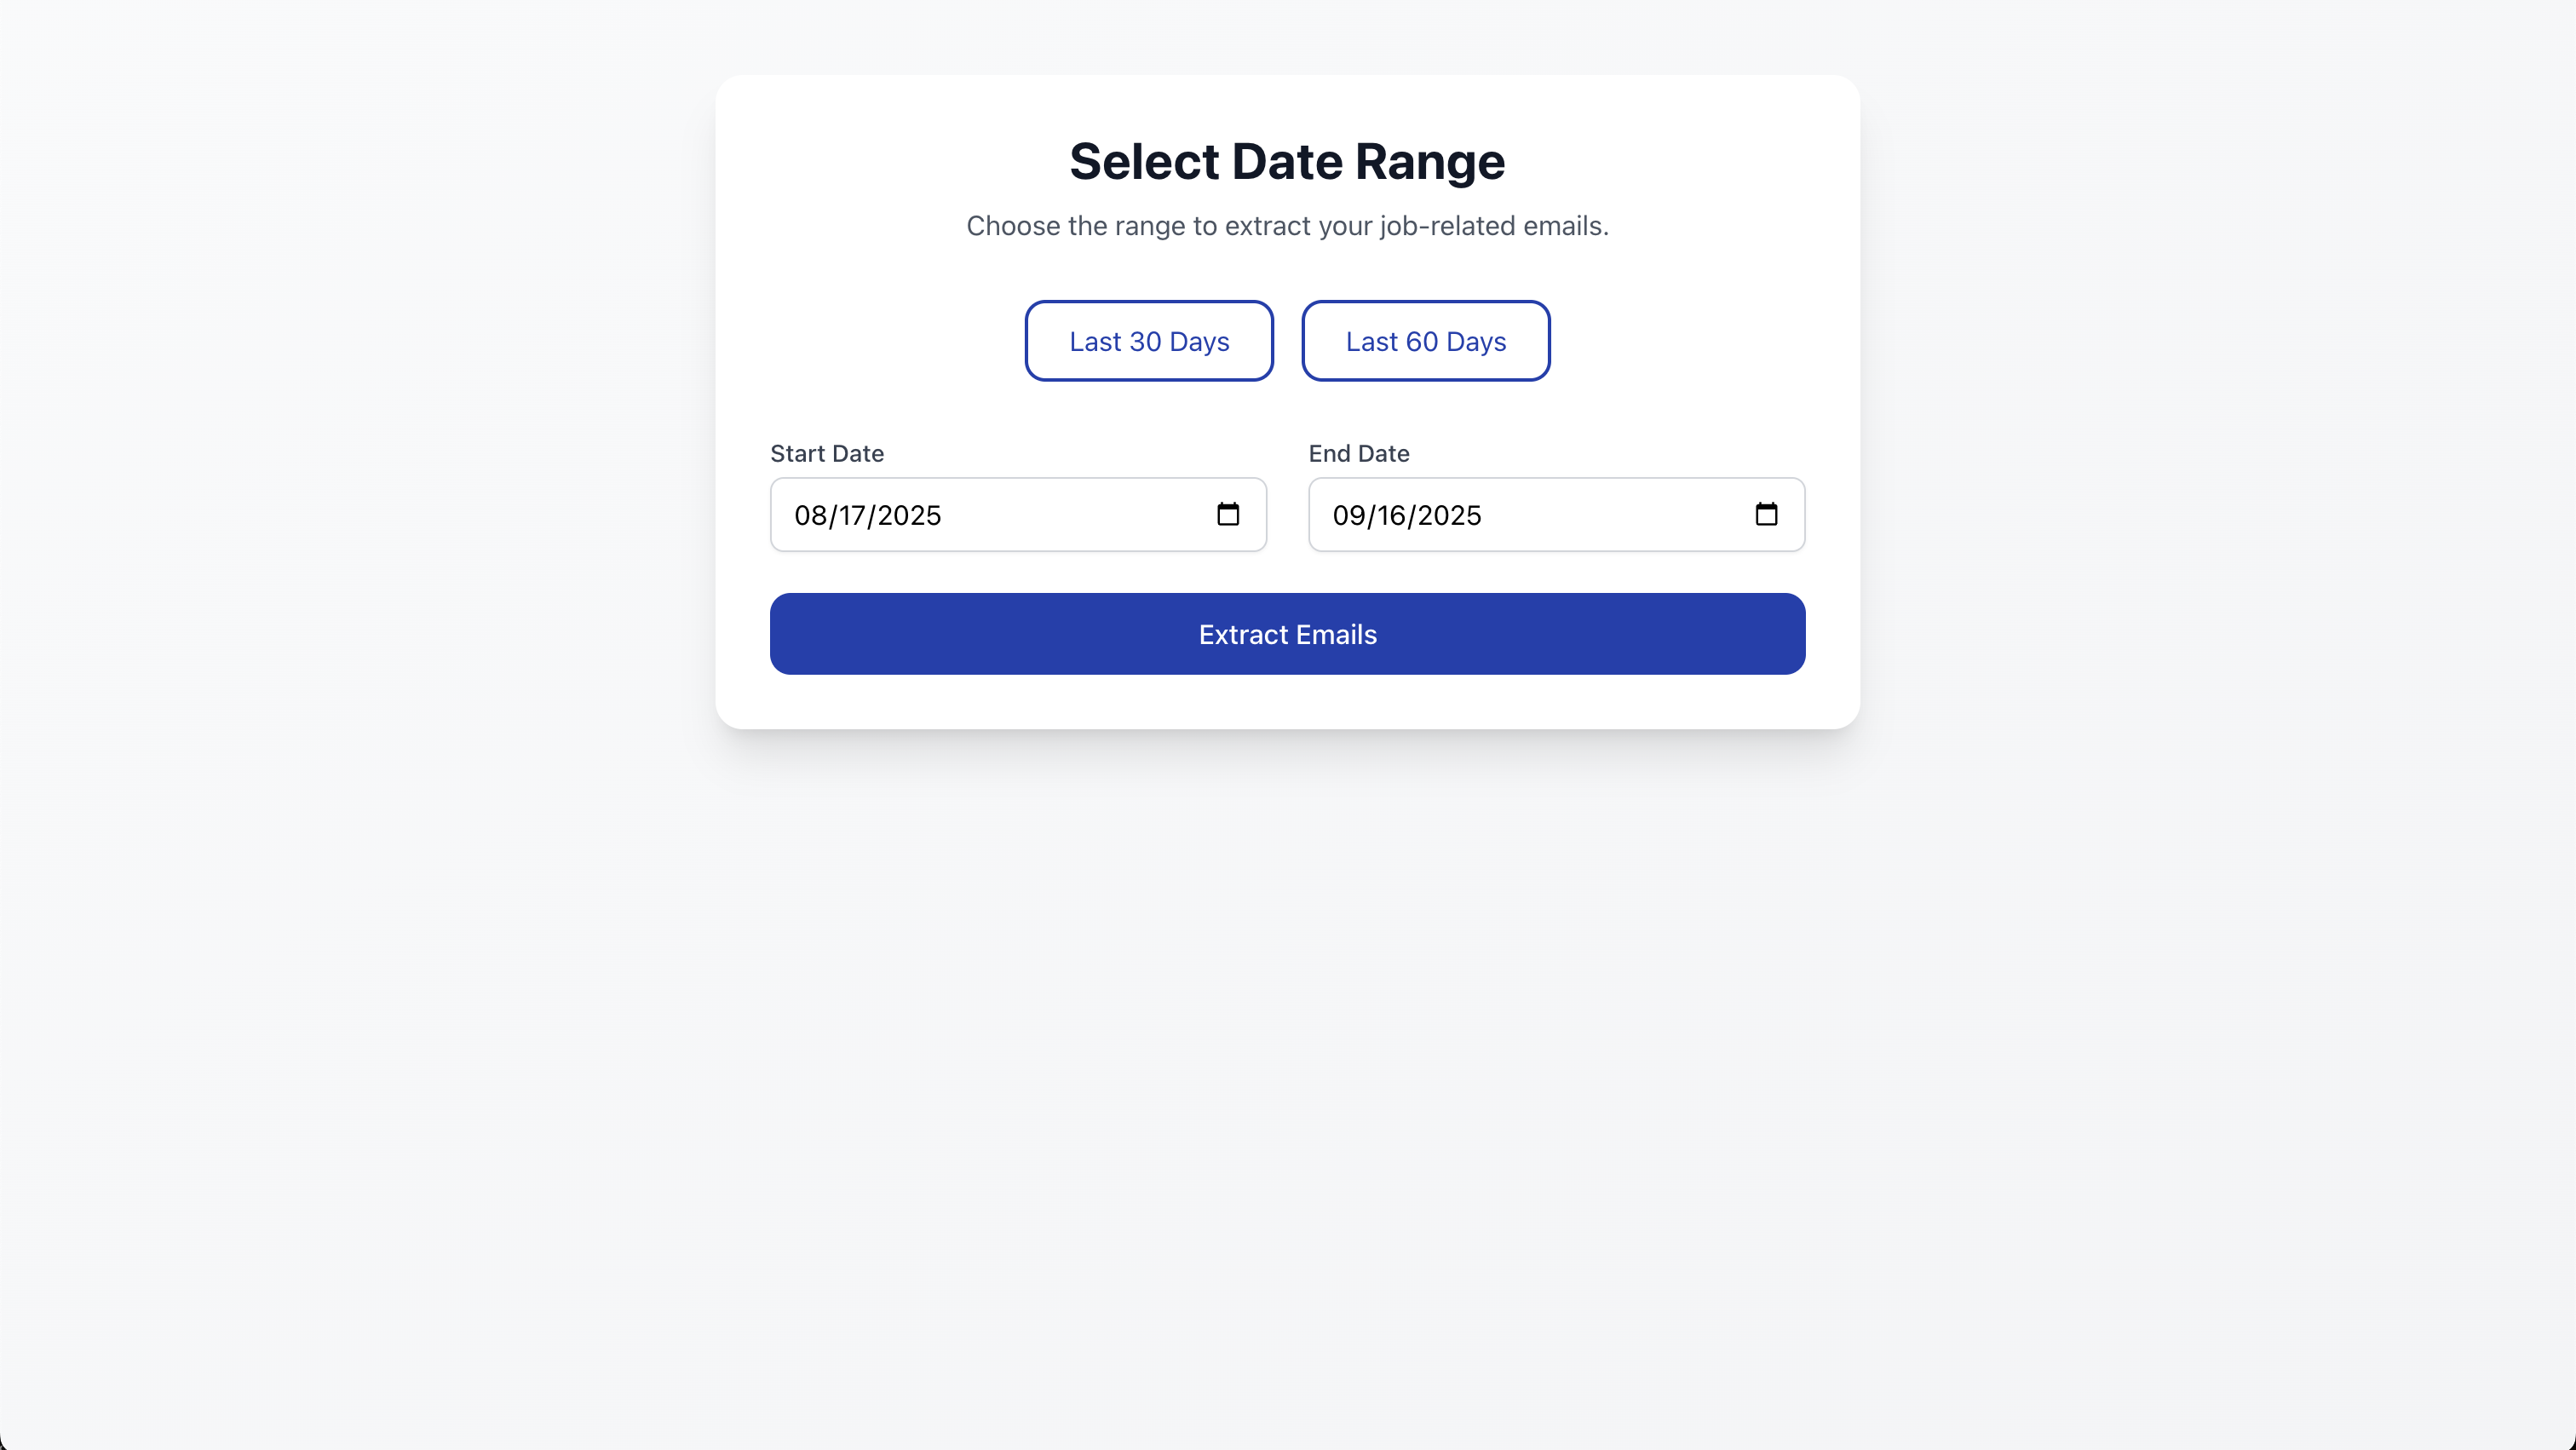 Select Date Range
Choose the range to extract your job-related emails.
Last 30 Days Last 60 Days
Start Date End Date
08/17/2025 09/16/2025
Extract Emails